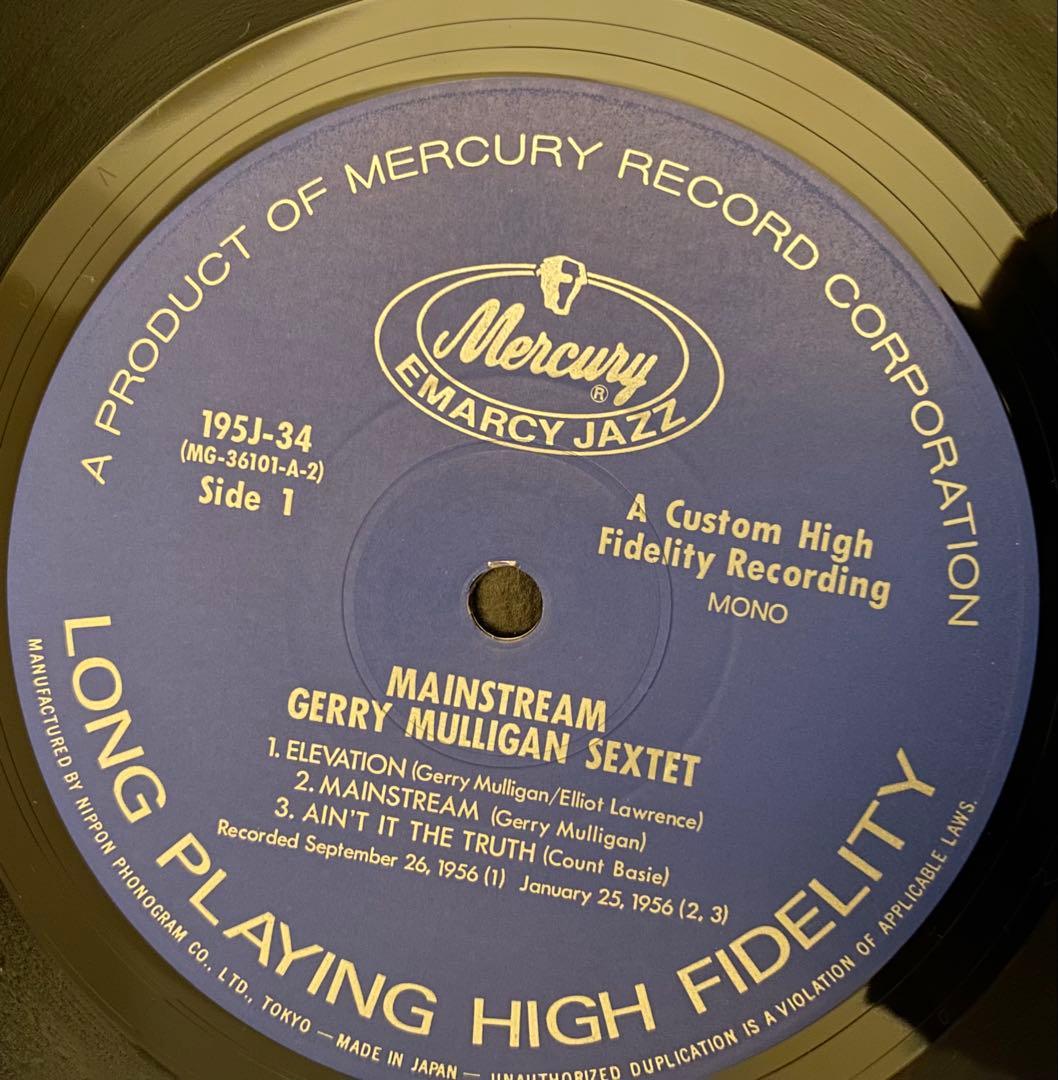 A PRODUCT OF MERCURY RECORD CORPORATION
Mercury
®
EMARCY JAZZ
195J-34
(MG-36101-A-2)
Side 1
A Custom High
Fidelity Recording
MONO
MAINSTREAM
GERRY MULLIGAN SEXTET
1. ELEVATION (Gerry Mulligan/Elliot Lawrence)
2. MAINSTREAM (Gerry Mulligan)
3. AIN'T IT THE TRUTH (Count Basie)
Recorded September 26, 1956 (1) January 25, 1956 (2, 3)
LONG PLAYING HIGH FIDELITY
MANUFACTURED BY NIPPON PHONOGRAM CO., LTD., TOKYO — MADE IN JAPAN — UNAUTHORIZED DUPLICATION IS A VIOLATION OF APPLICABLE LAWS.